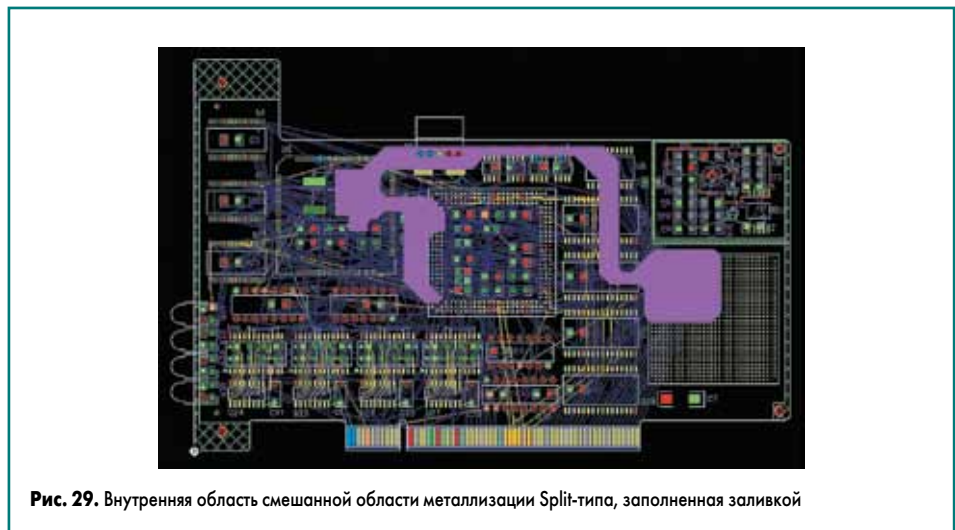 Рис. 29. Внутренняя область смешанной области металлизации Split-типа, заполненная заливкой